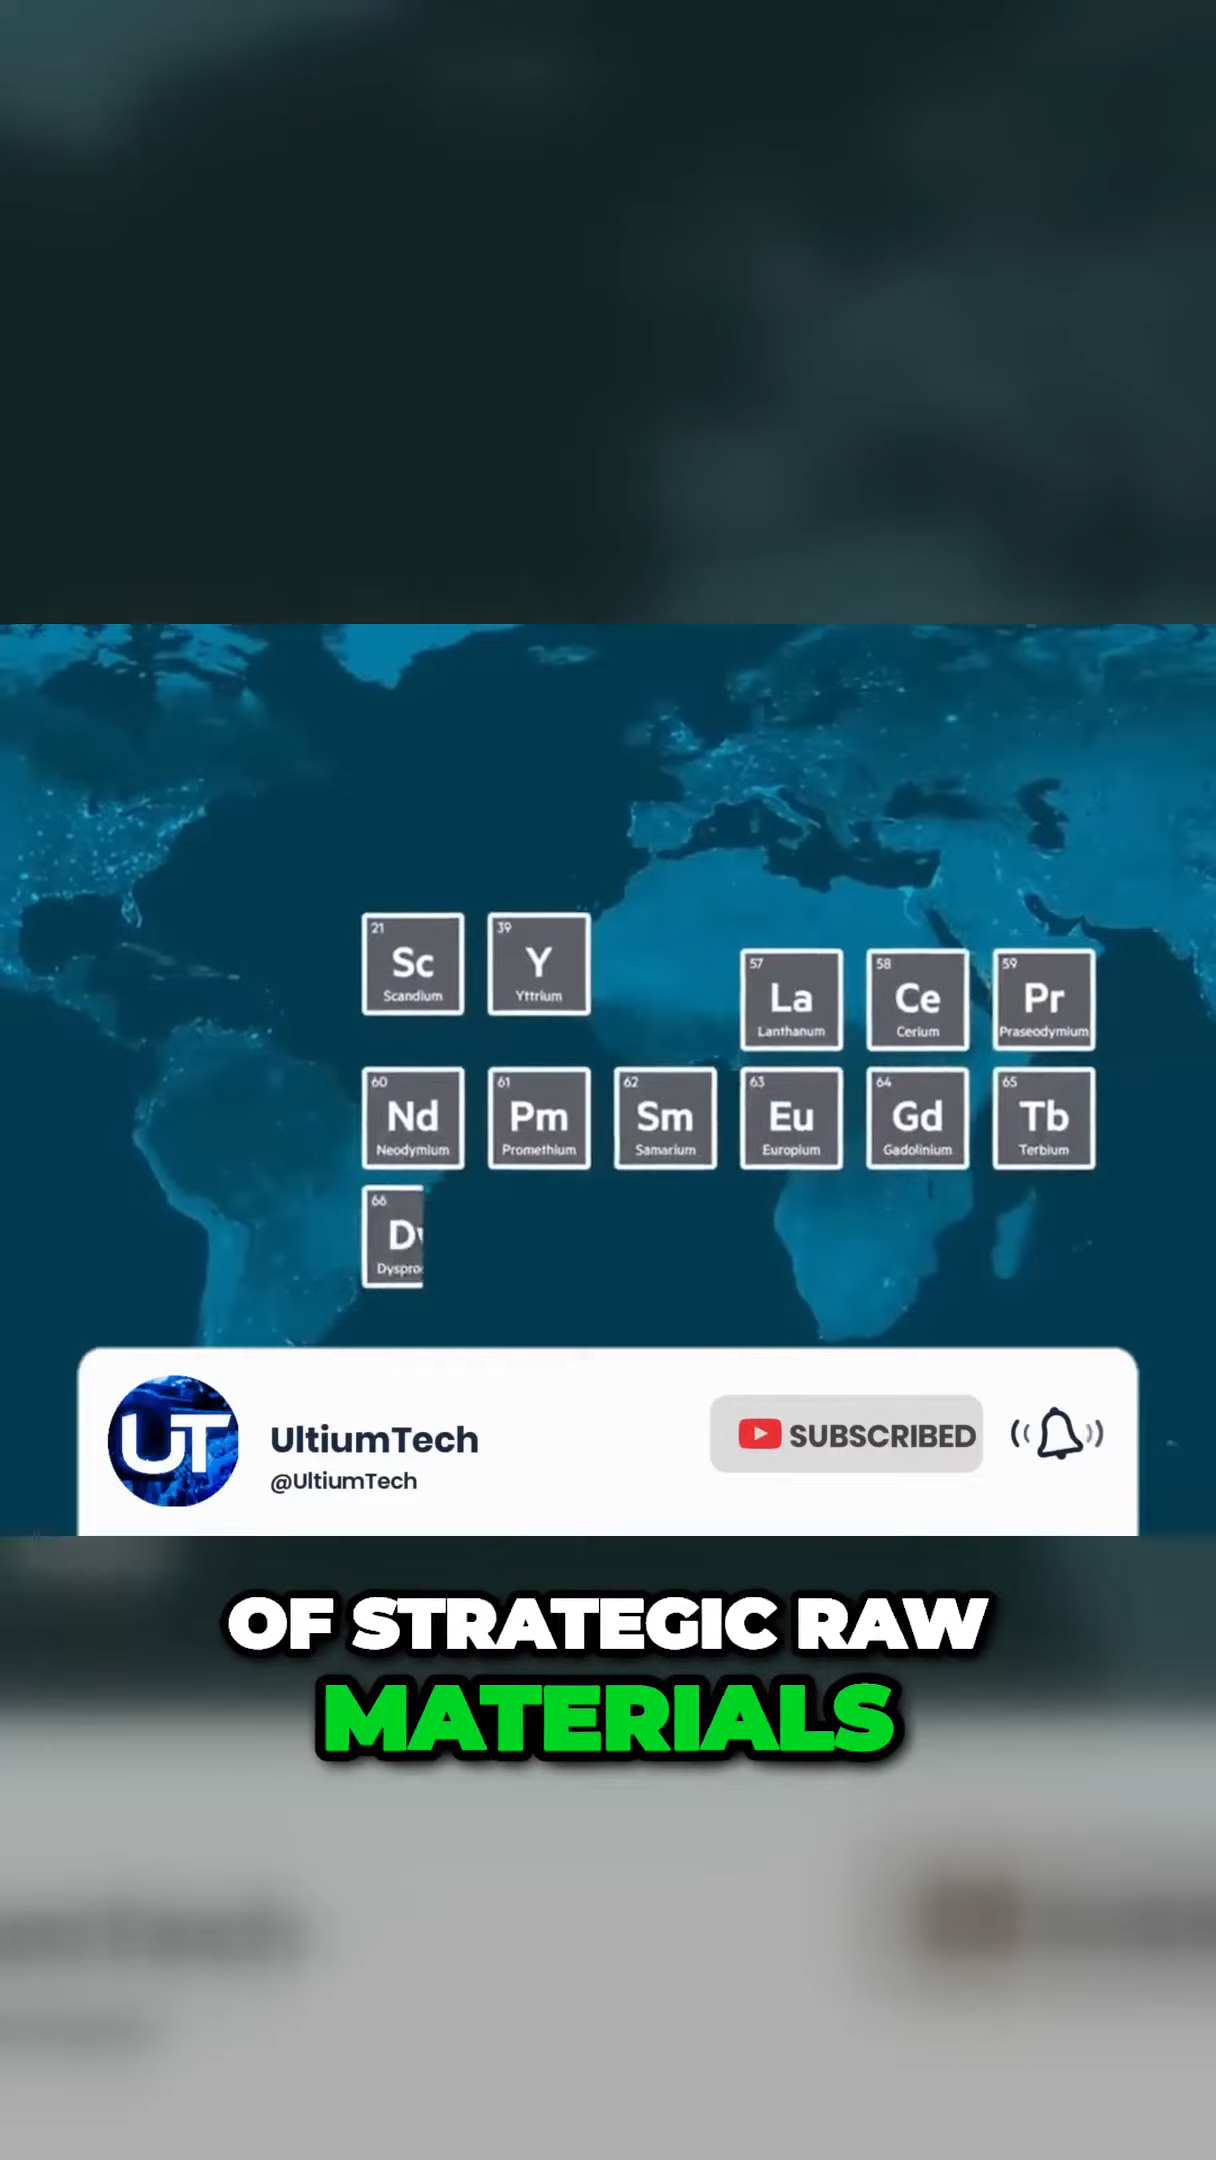 21
Sc
Scandium
39
Y
Yttrium
57
La
Lanthanum
58
Ce
Cerium
59
Pr
Praseodymium
60
Nd
Neodymium
61
Pm
Promethium
62
Sm
Samarium
63
Eu
Europium
64
Gd
Gadolinium
65
Tb
Terbium
66
D
Dyspro
UT
UltiumTech
@UltiumTech
SUBSCRIBED
OF STRATEGIC RAW
MATERIALS